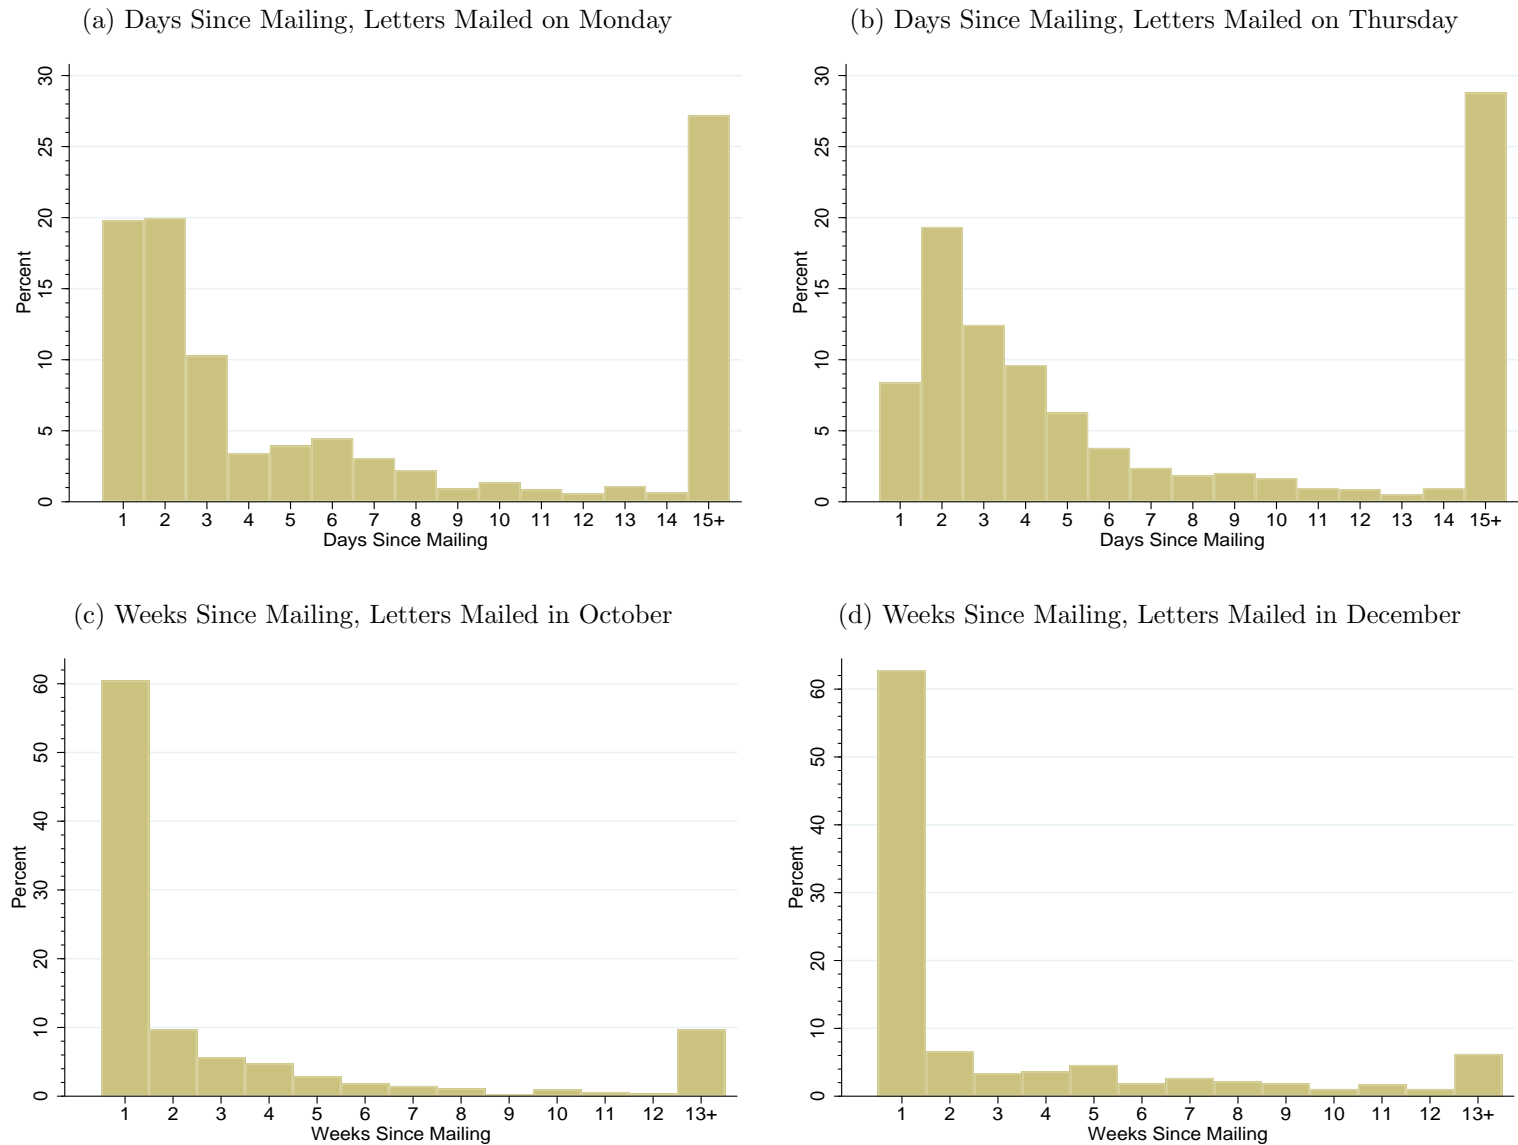 (a) Days Since Mailing, Letters Mailed on Monday
30
25
20
15
10
5
0
Percent
1 2 3 4 5 6 7 8 9 10 11 12 13 14 15+
Days Since Mailing
(b) Days Since Mailing, Letters Mailed on Thursday
30
25
20
15
10
5
0
Percent
1 2 3 4 5 6 7 8 9 10 11 12 13 14 15+
Days Since Mailing
(c) Weeks Since Mailing, Letters Mailed in October
60
50
40
30
20
10
0
Percent
1 2 3 4 5 6 7 8 9 10 11 12 13+
Weeks Since Mailing
(d) Weeks Since Mailing, Letters Mailed in December
60
50
40
30
20
10
0
Percent
1 2 3 4 5 6 7 8 9 10 11 12 13+
Weeks Since Mailing